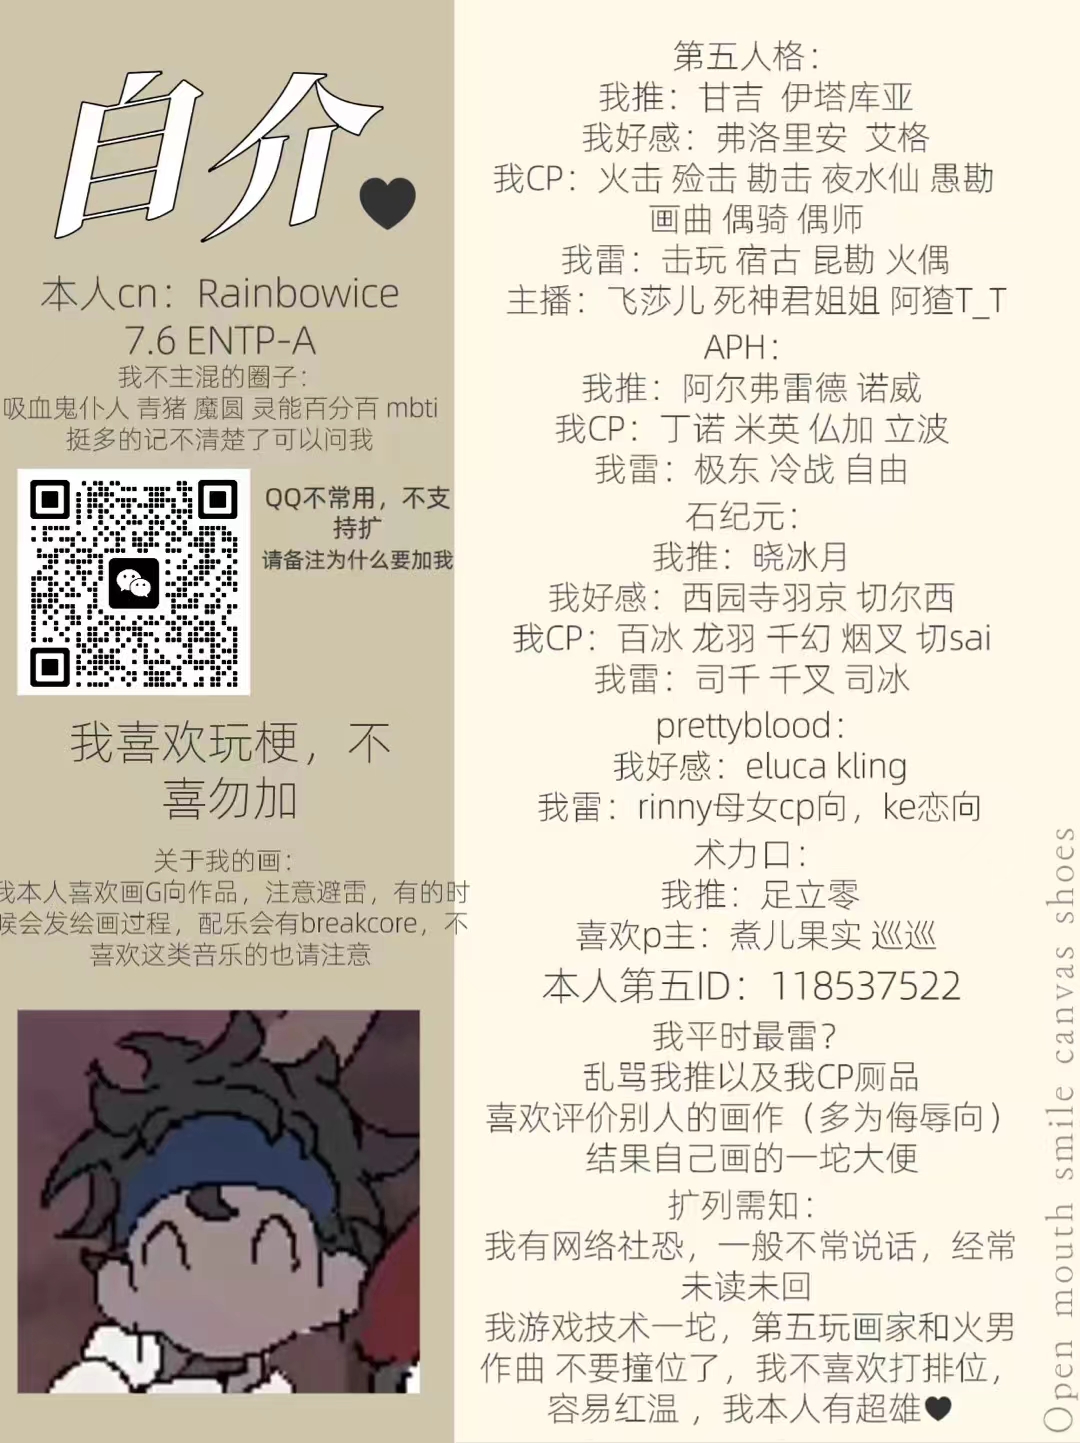 自介
本人cn：Rainbowice
7.6 ENTP-A
我不主混的圈子：
吸血鬼仆人 青猪 魔圆 灵能百分百 mbti
挺多的记不清楚了可以问我
QQ不常用，不支
持扩
请备注为什么要加我
我喜欢玩梗，不
喜勿加
关于我的画：
我本人喜欢画G向作品，注意避雷，有的时
候会发绘画过程，配乐会有breakcore，不
喜欢这类音乐的也请注意
第五人格：
我推：甘吉 伊塔库亚
我好感：弗洛里安 艾格
我CP：火击 殓击 勘击 夜水仙 愚勘
画曲 偶骑 偶师
我雷：击玩 宿古 昆勘 火偶
主播：飞莎儿 死神君姐姐 阿猹T_T
APH：
我推：阿尔弗雷德 诺威
我CP：丁诺 米英 仏加 立波
我雷：极东 冷战 自由
石纪元：
我推：晓冰月
我好感：西园寺羽京 切尔西
我CP：百冰 龙羽 千幻 烟叉 切sai
我雷：司千 千叉 司冰
prettyblood：
我好感：eluca kling
我雷：rinny母女cp向，ke恋向
术力口：
我推：足立零
喜欢p主：煮儿果实 巡巡
本人第五ID：118537522
我平时最雷？
乱骂我推以及我CP厕品
喜欢评价别人的画作（多为侮辱向）
结果自己画的一坨大便
扩列需知：
我有网络社恐，一般不常说话，经常
未读未回
我游戏技术一坨，第五玩画家和火男
作曲 不要撞位了，我不喜欢打排位，
容易红温 ，我本人有超雄
Open mouth smile canvas shoes